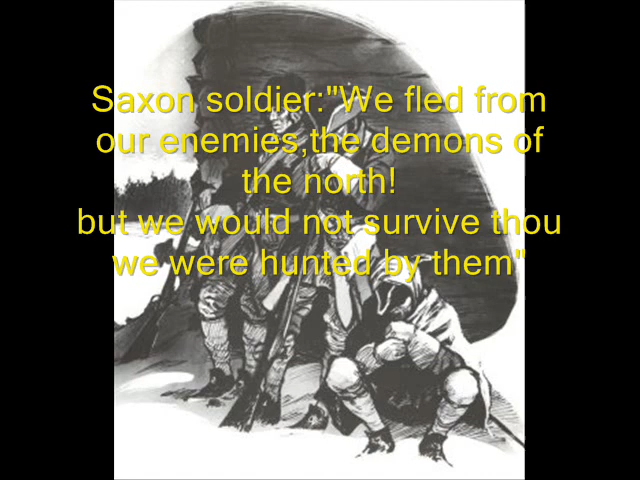 Saxon soldier:"We fled from
our enemies,the demons of
the north!
but we would not survive thou
we were hunted by them"